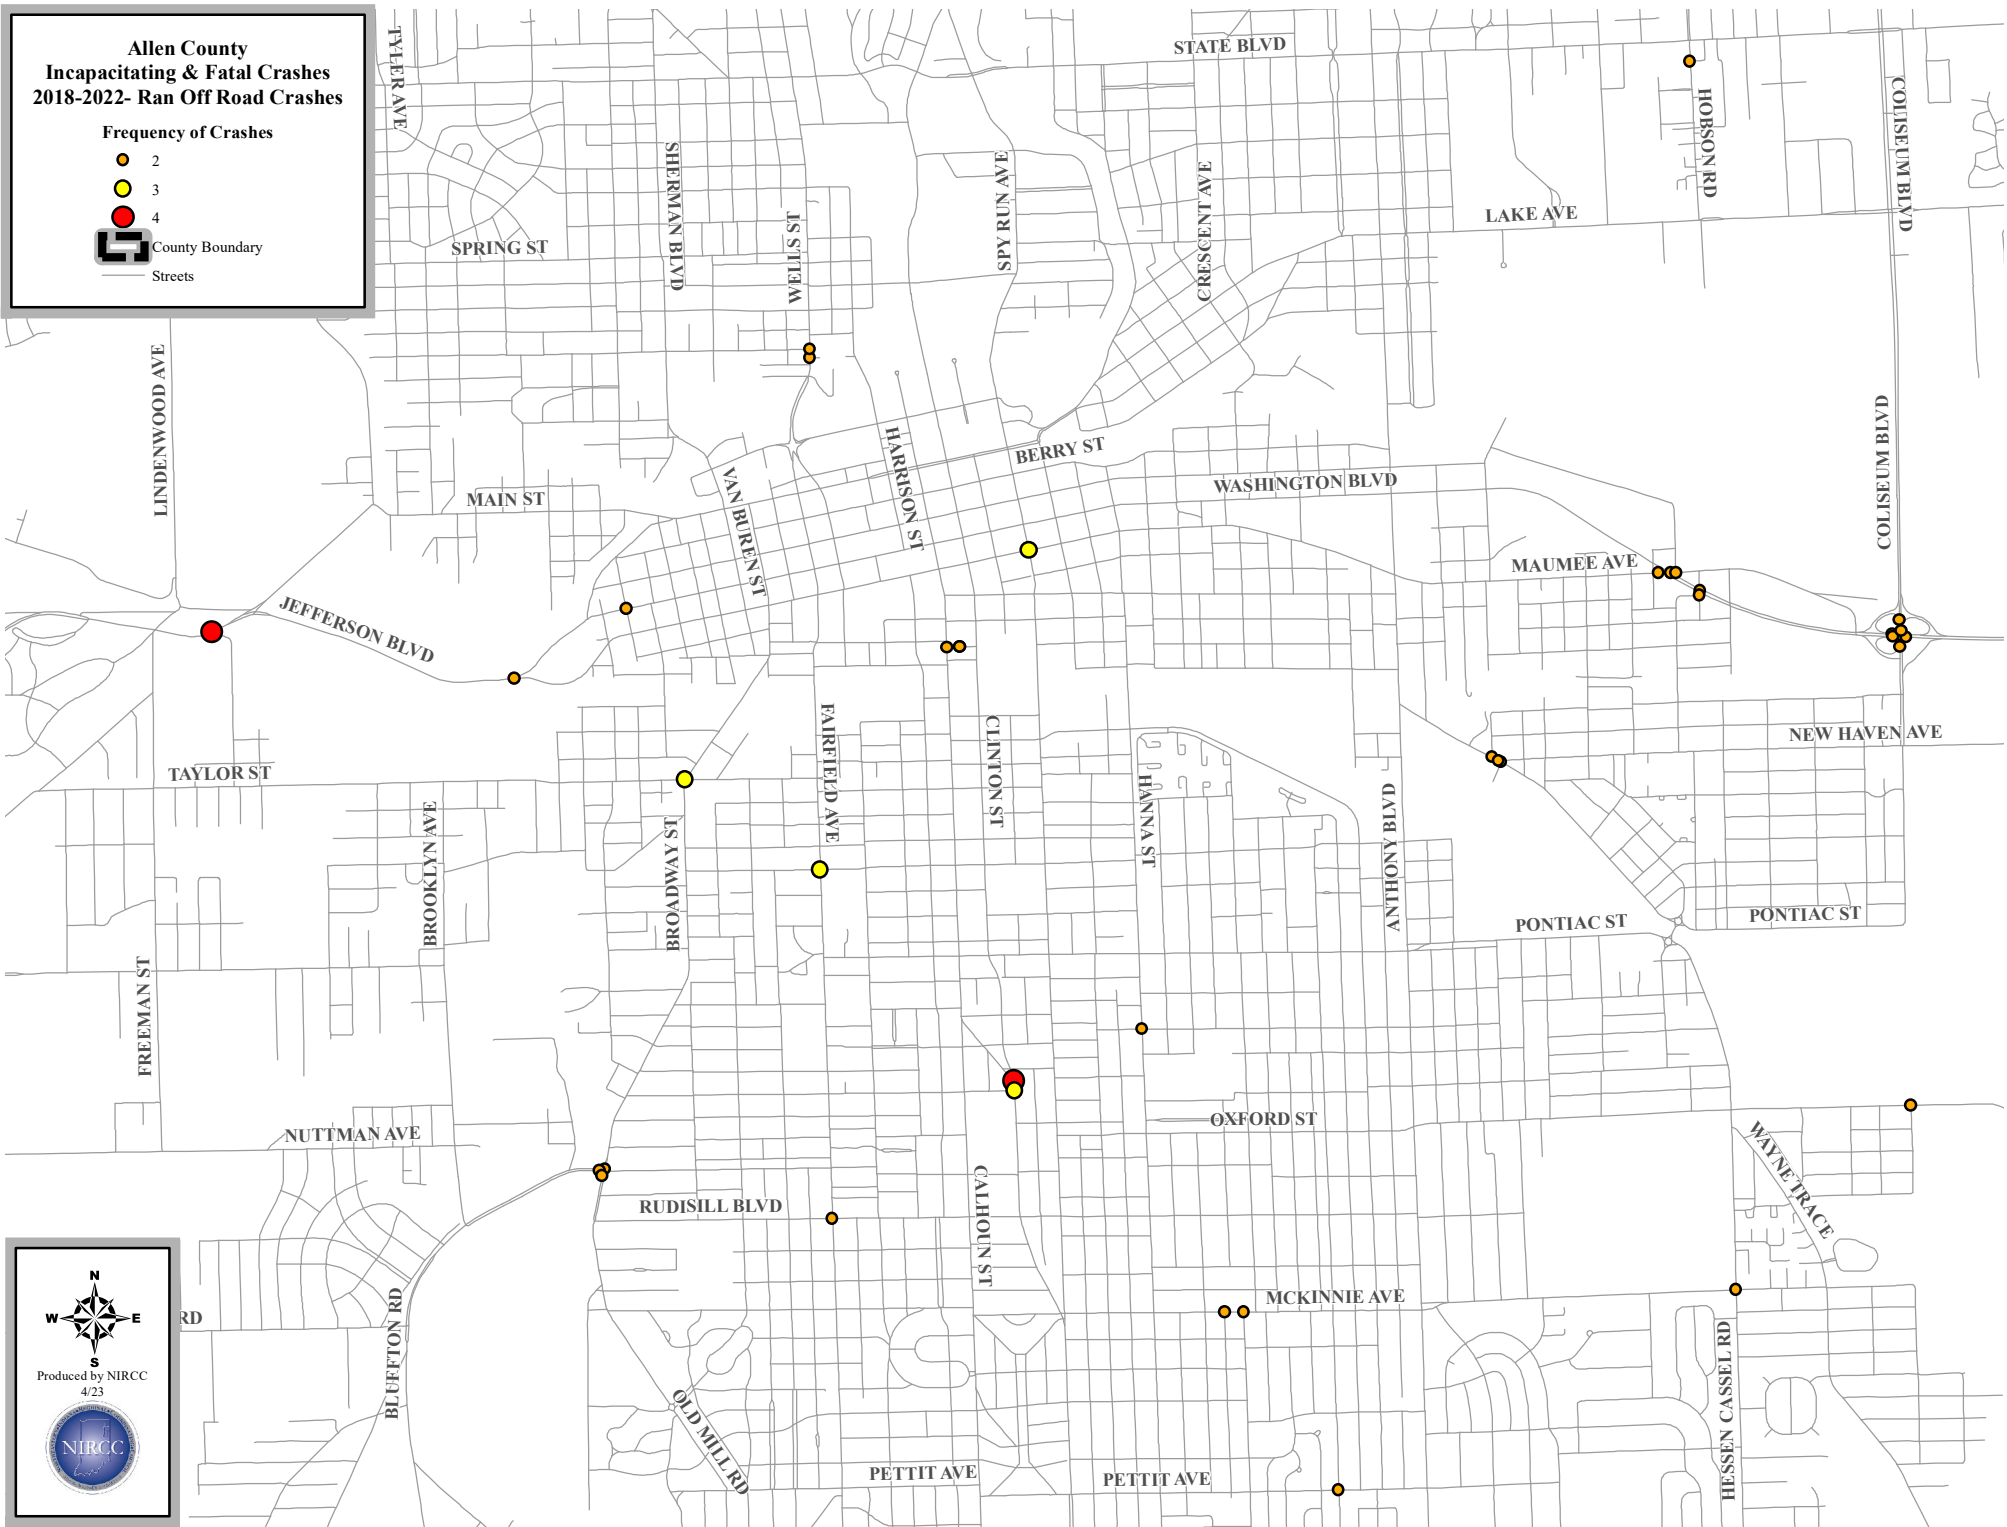 Allen County
Incapacitating & Fatal Crashes
2018-2022- Ran Off Road Crashes
Frequency of Crashes
2
3
4
County Boundary
Streets
TYLER AVE
STATE BLVD
HOBSON RD
COLISEUM BLVD
SHERMAN BLVD
WELLS ST
SPY RUN AVE
CRESCENT AVE
LAKE AVE
SPRING ST
LINDENWOOD AVE
HARRISON ST
BERRY ST
COLISEUM BLVD
MAIN ST
VAN BUREN ST
WASHINGTON BLVD
MAUMEE AVE
JEFFERSON BLVD
FAIRFIELD AVE
CLINTON ST
NEW HAVEN AVE
TAYLOR ST
HANNA ST
ANTHONY BLVD
BROOKLYN AVE
BROADWAY ST
PONTIAC ST
PONTIAC ST
FREEMAN ST
OXFORD ST
NUTTMAN AVE
WAYNE TRACE
RUDISILL BLVD
CALHOUN ST
MCKINNIE AVE
RD
BLUFFTON RD
HESSEN CASSEL RD
OLD MILL RD
PETTIT AVE
PETTIT AVE
N
W
E
S
Produced by NIRCC
4/23
NIRCC